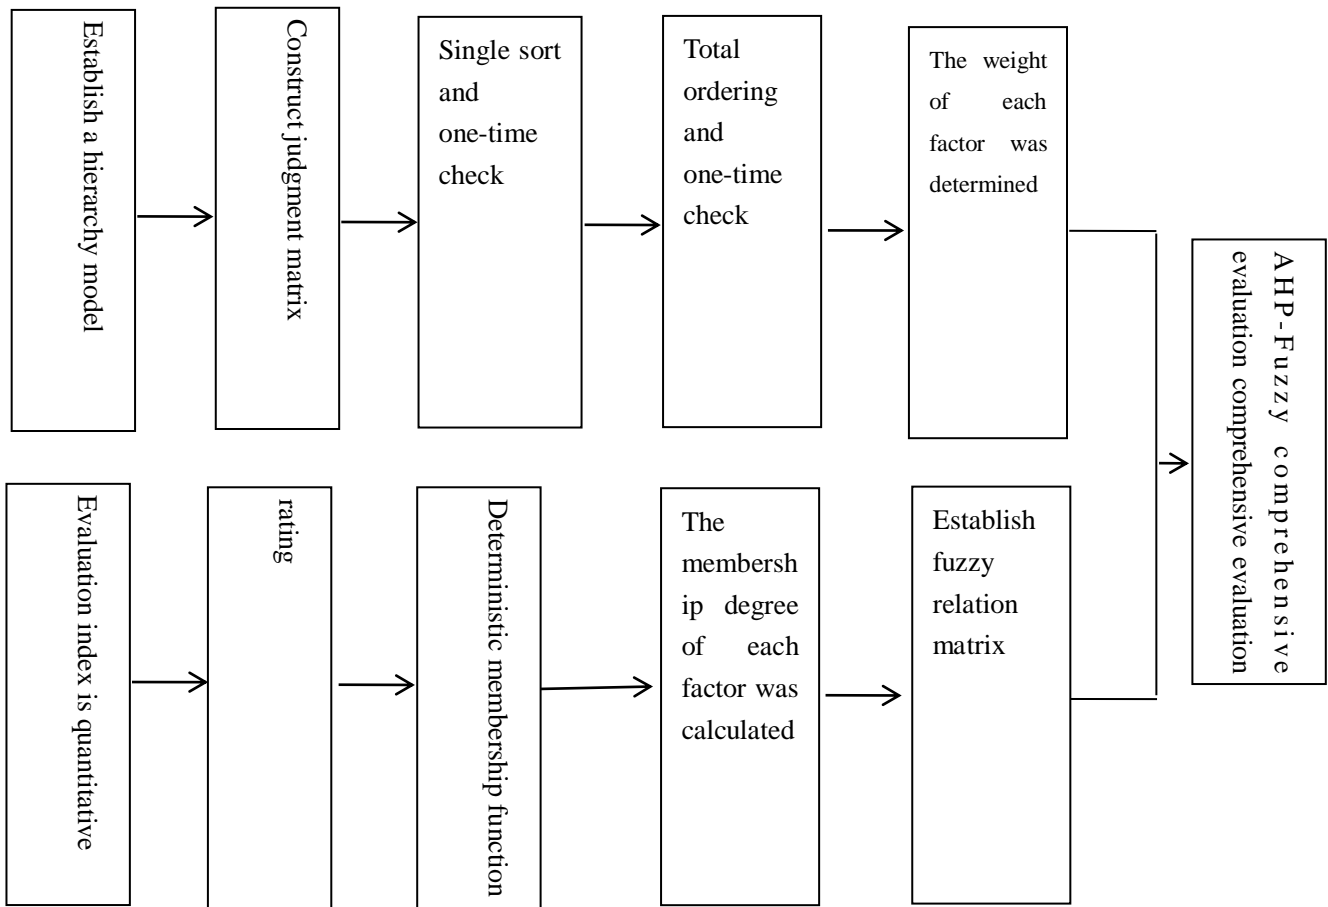 Establish a hierarchy model
Construct judgment matrix
Single sort
and
one-time
check
Total
ordering
and
one-time
check
The weight
of each
factor was
determined
AHP-Fuzzy comprehensive
evaluation comprehensive evaluation
Evaluation index is quantitative
rating
Deterministic membership function
The
membersh
ip degree
of each
factor was
calculated
Establish
fuzzy
relation
matrix